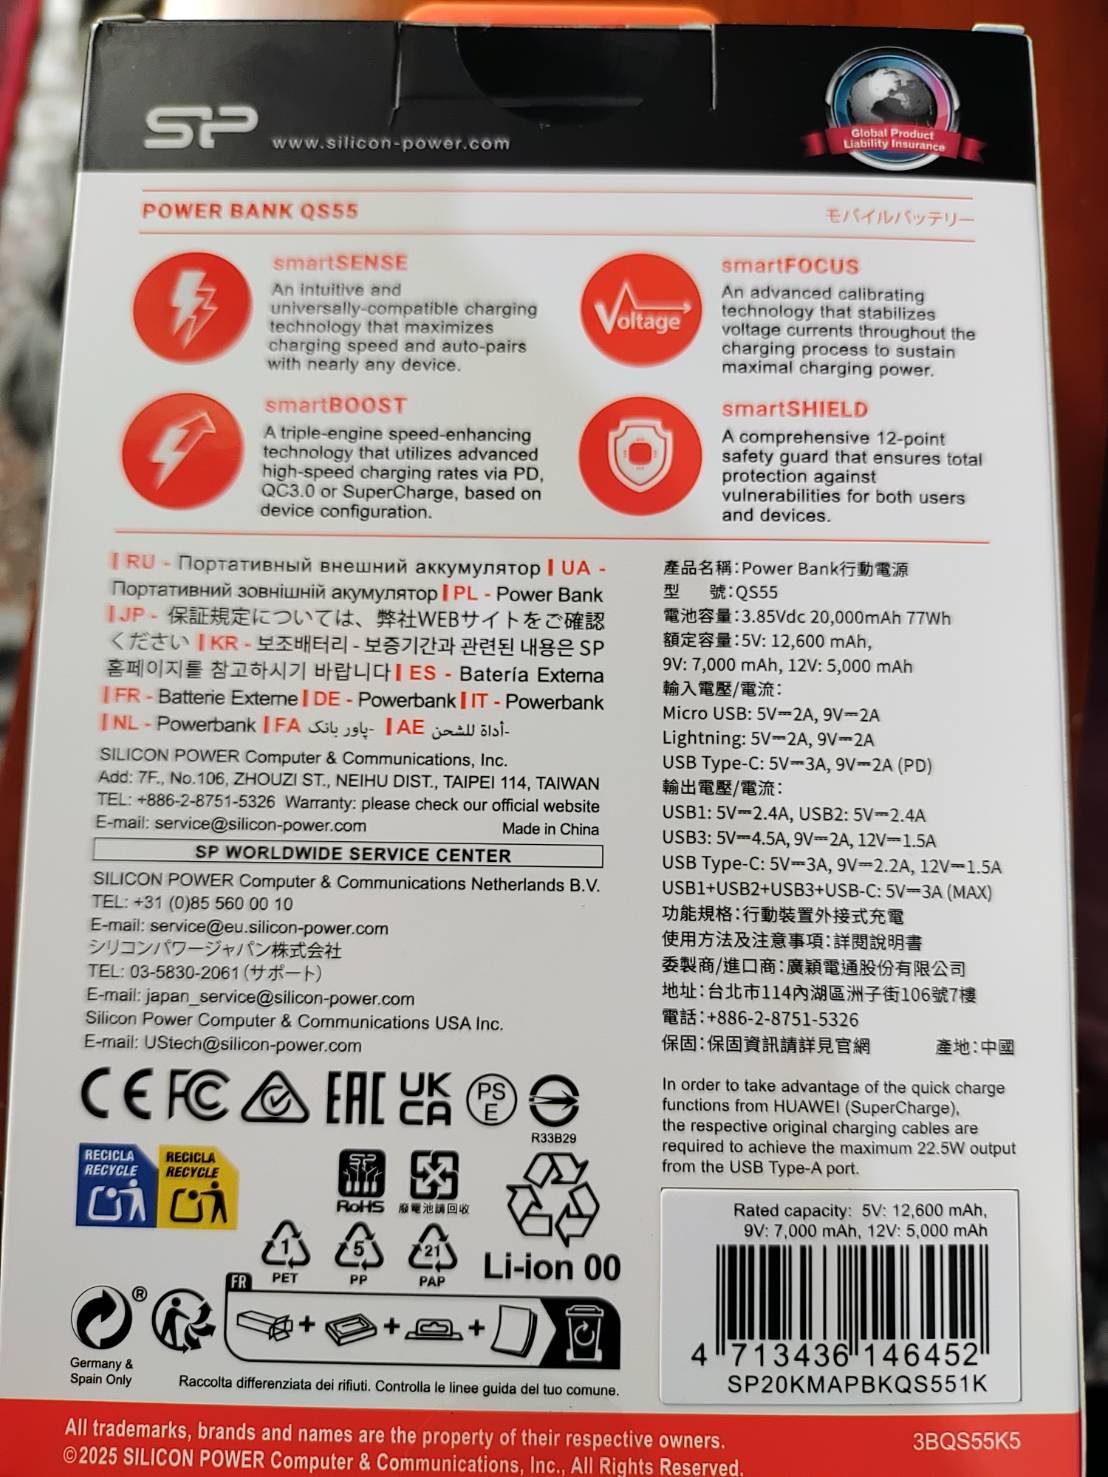 SP www.silicon-power.com
Global Product
Liability Insurance
POWER BANK QS55
モバイルバッテリー
smartSENSE
An intuitive and
universally-compatible charging
technology that maximizes
charging speed and auto-pairs
with nearly any device.
smartFOCUS
Voltage
An advanced calibrating
technology that stabilizes
voltage currents throughout the
charging process to sustain
maximal charging power.
smartBOOST
A triple-engine speed-enhancing
technology that utilizes advanced
high-speed charging rates via PD,
QC3.0 or SuperCharge, based on
device configuration.
smartSHIELD
A comprehensive 12-point
safety guard that ensures total
protection against
vulnerabilities for both users
and devices.
| RU - Портативный внешний аккумулятор | UA -
Портативний зовнішній акумулятор | PL - Power Bank
| JP - 保証規定については、弊社WEBサイトをご確認
ください | KR - 보조배터리 - 보증기간과 관련된 내용은 SP
홈페이지를 참고하시기 바랍니다 | ES - Batería Externa
| FR - Batterie Externe | DE - Powerbank | IT - Powerbank
| NL - Powerbank | FA پاور بانک- | AE أداة للشحن-
SILICON POWER Computer & Communications, Inc.
Add: 7F., No.106, ZHOUZI ST., NEIHU DIST., TAIPEI 114, TAIWAN
TEL: +886-2-8751-5326 Warranty: please check our official website
E-mail: service@silicon-power.com Made in China
SP WORLDWIDE SERVICE CENTER
SILICON POWER Computer & Communications Netherlands B.V.
TEL: +31 (0)85 560 00 10
E-mail: service@eu.silicon-power.com
シリコンパワージャパン株式会社
TEL: 03-5830-2061 (サポート)
E-mail: japan_service@silicon-power.com
Silicon Power Computer & Communications USA Inc.
E-mail: UStech@silicon-power.com
產品名稱:Power Bank行動電源
型 號:QS55
電池容量:3.85Vdc 20,000mAh 77Wh
額定容量:5V: 12,600 mAh,
9V: 7,000 mAh, 12V: 5,000 mAh
輸入電壓/電流:
Micro USB: 5V⎓2A, 9V⎓2A
Lightning: 5V⎓2A, 9V⎓2A
USB Type-C: 5V⎓3A, 9V⎓2A (PD)
輸出電壓/電流:
USB1: 5V⎓2.4A, USB2: 5V⎓2.4A
USB3: 5V⎓4.5A, 9V⎓2A, 12V⎓1.5A
USB Type-C: 5V⎓3A, 9V⎓2.2A, 12V⎓1.5A
USB1+USB2+USB3+USB-C: 5V⎓3A (MAX)
功能規格:行動裝置外接式充電
使用方法及注意事項:詳閱說明書
委製商/進口商:廣穎電通股份有限公司
地址:台北市114內湖區洲子街106號7樓
電話:+886-2-8751-5326
保固:保固資訊請詳見官網 產地:中國
In order to take advantage of the quick charge
functions from HUAWEI (SuperCharge),
the respective original charging cables are
required to achieve the maximum 22.5W output
from the USB Type-A port.
CE FC EAC UK CA PS E
R33B29
RECICLA
RECYCLE
RECICLA
RECYCLE
SP
RoHS
廢電池請回收
1
PET
5
PP
21
PAP
Li-ion 00
®
Germany &
Spain Only
FR
+ + +
Raccolta differenziata dei rifiuti. Controlla le linee guida del tuo comune.
Rated capacity: 5V: 12,600 mAh,
9V: 7,000 mAh, 12V: 5,000 mAh
4 713436 146452
SP20KMAPBKQS551K
All trademarks, brands and names are the property of their respective owners.
©2025 SILICON POWER Computer & Communications, Inc., All Rights Reserved.
3BQS55K5